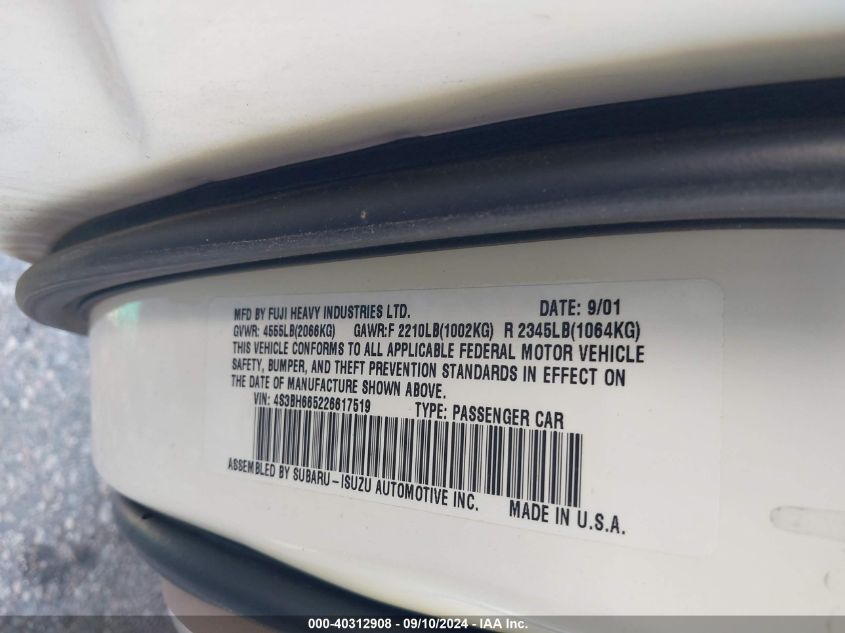 MFD BY FUJI HEAVY INDUSTRIES LTD. DATE: 9/01
GVWR: 4555LB(2066KG) GAWR:F 2210LB(1002KG) R 2345LB(1064KG)
THIS VEHICLE CONFORMS TO ALL APPLICABLE FEDERAL MOTOR VEHICLE
SAFETY, BUMPER, AND THEFT PREVENTION STANDARDS IN EFFECT ON
THE DATE OF MANUFACTURE SHOWN ABOVE.
VIN: 4S3BH665226617519 TYPE: PASSENGER CAR
ASSEMBLED BY SUBARU-ISUZU AUTOMOTIVE INC. MADE IN U.S.A.
000-40312908 - 09/10/2024 - IAA Inc.